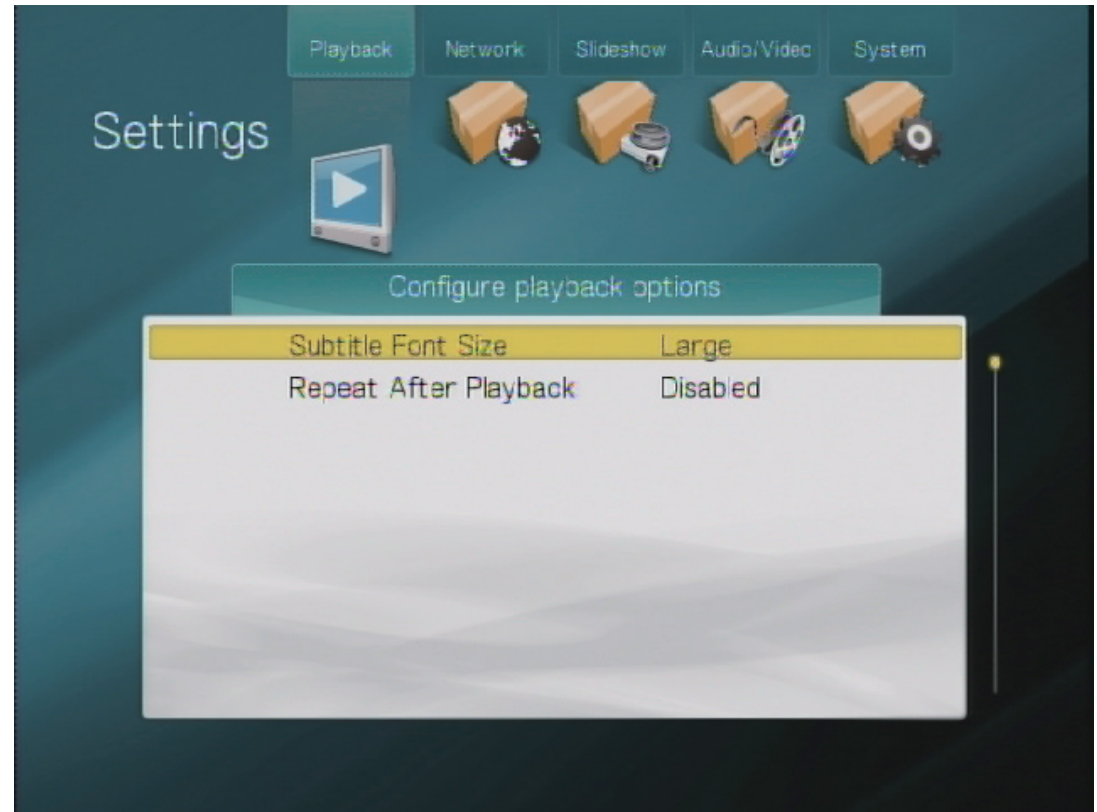 Playback Network Slideshow Audio/Video System
Settings
Configure playback options
Subtitle Font Size Large
Repeat After Playback Disabled